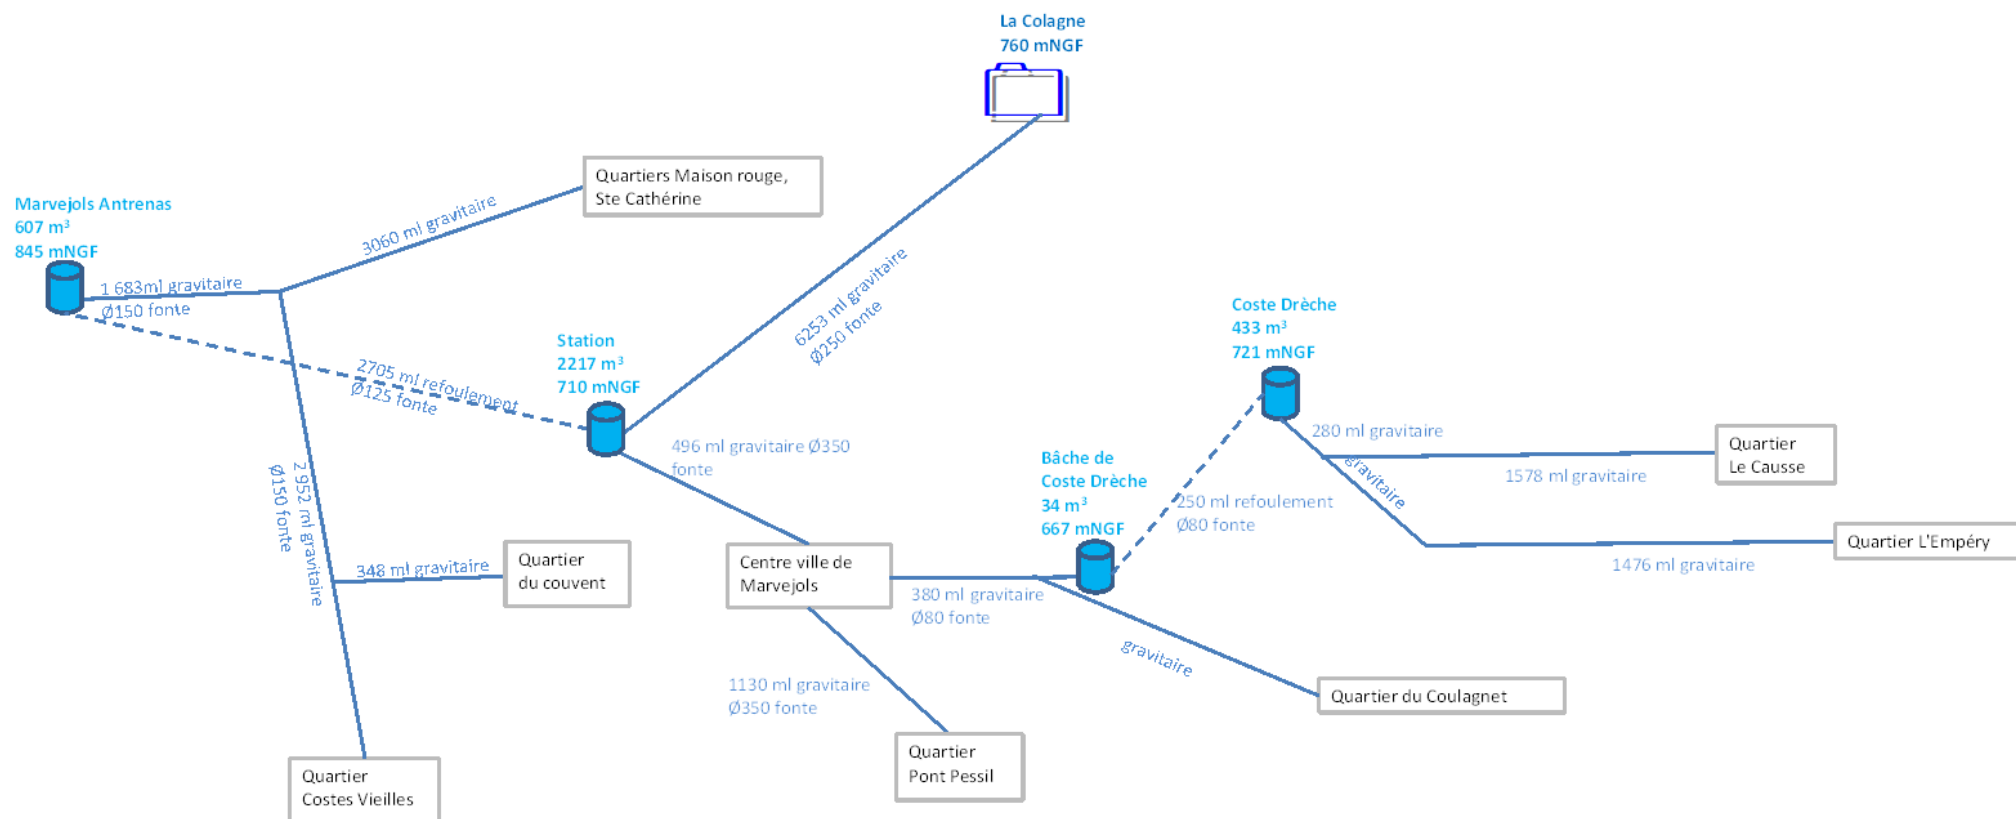 La Colagne
760 mNGF
Quartiers Maison rouge,
Ste Cathérine
Marvejols Antrenas
607 m³
845 mNGF
3060 ml gravitaire
1 683ml gravitaire
Ø150 fonte
6253 ml gravitaire
Ø250 fonte
Station
2217 m³
710 mNGF
2705 ml refoulement
Ø125 fonte
Coste Drèche
433 m³
721 mNGF
496 ml gravitaire Ø350
fonte
280 ml gravitaire
gravitaire
Quartier
Le Causse
1578 ml gravitaire
Bâche de
Coste Drèche
34 m³
667 mNGF
250 ml refoulement
Ø80 fonte
2 952 ml gravitaire
Ø150 fonte
Quartier L'Empéry
1476 ml gravitaire
348 ml gravitaire
Quartier
du couvent
Centre ville de
Marvejols
380 ml gravitaire
Ø80 fonte
gravitaire
1130 ml gravitaire
Ø350 fonte
Quartier du Coulagnet
Quartier
Pont Pessil
Quartier
Costes Vieilles